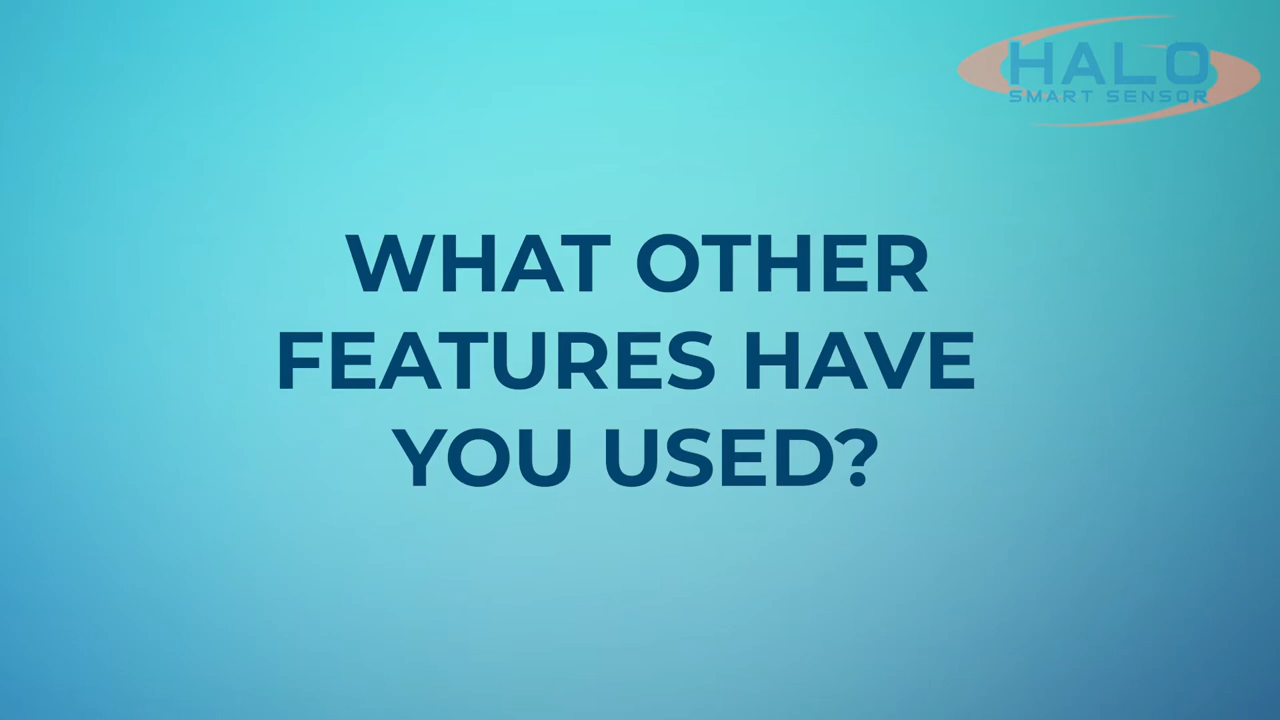 HALO
SMART SENSOR
WHAT OTHER
FEATURES HAVE
YOU USED?